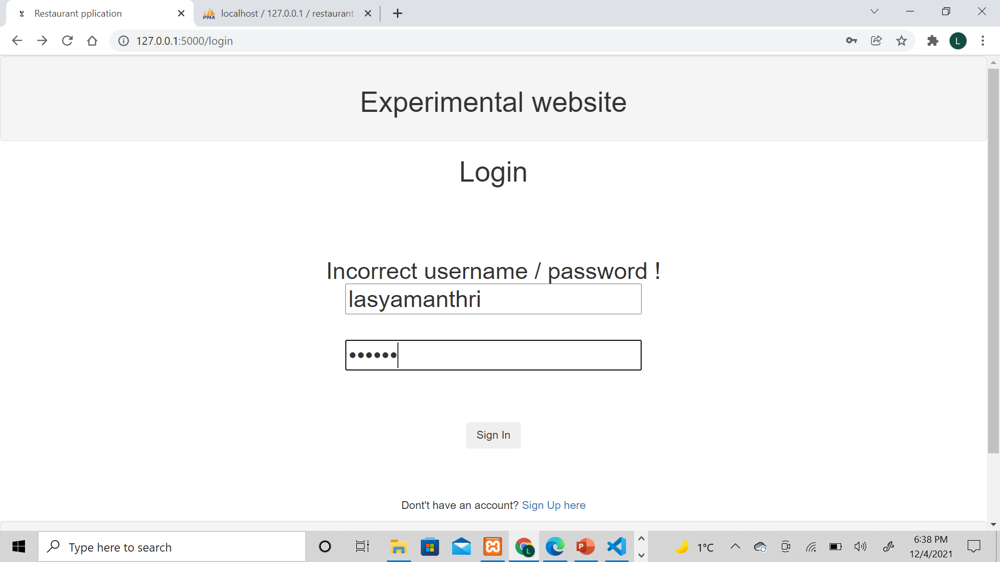 Restaurant pplication
localhost / 127.0.0.1 / restaurant
127.0.0.1:5000/login
L
Experimental website
Login
Incorrect username / password !
lasyamanthri
••••••
Sign In
Dont't have an account? Sign Up here
Type here to search
L
P
1°C
6:38 PM
12/4/2021
PMA